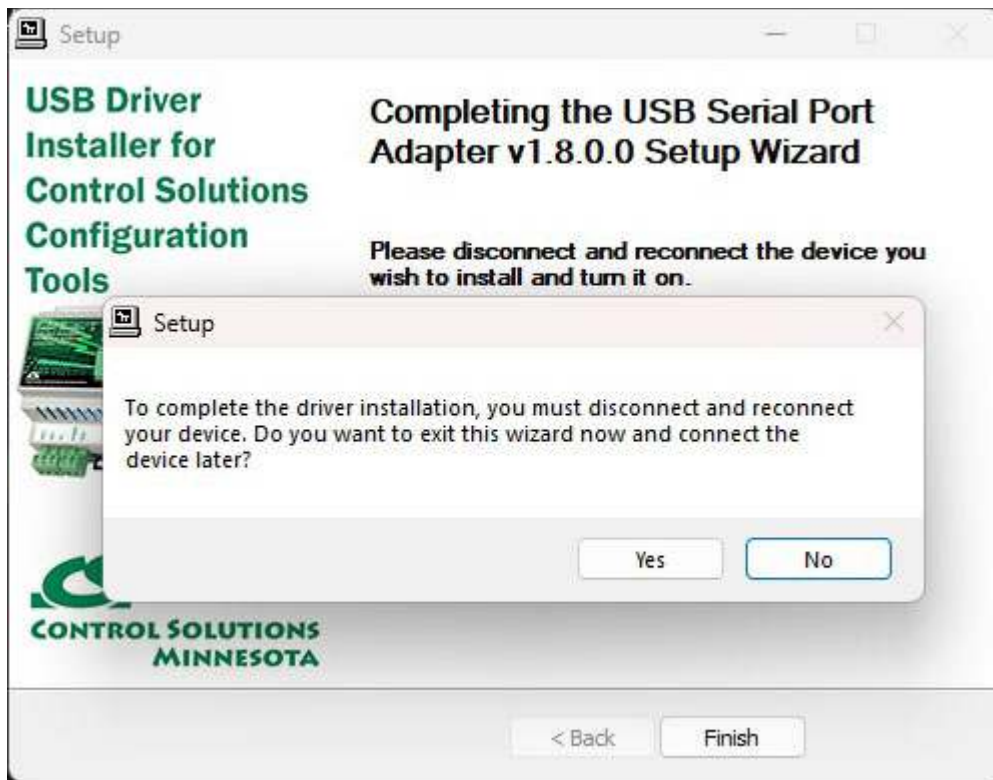 Setup
USB Driver
Installer for
Control Solutions
Configuration
Tools
Completing the USB Serial Port
Adapter v1.8.0.0 Setup Wizard
Please disconnect and reconnect the device you
wish to install and turn it on.
Setup
To complete the driver installation, you must disconnect and reconnect
your device. Do you want to exit this wizard now and connect the
device later?
Yes
No
CONTROL SOLUTIONS
MINNESOTA
< Back
Finish